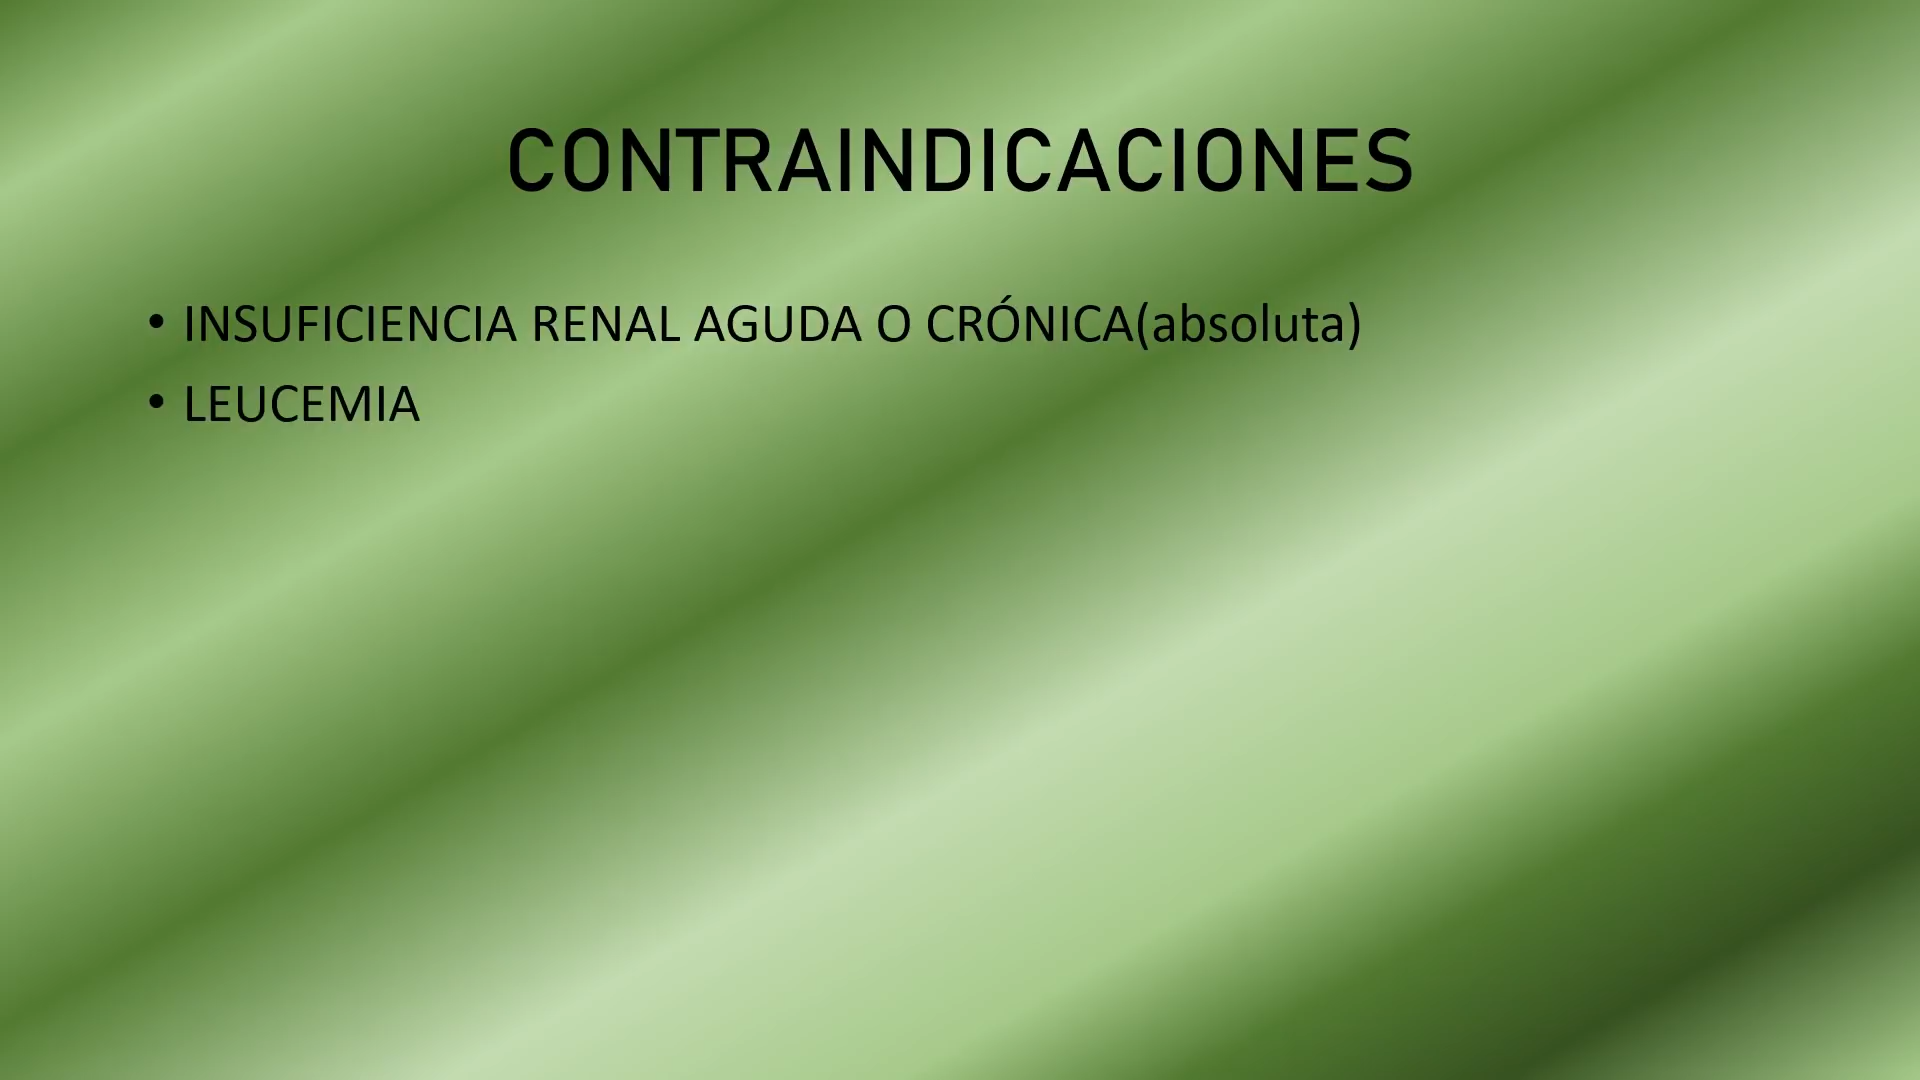 CONTRAINDICACIONES
• INSUFICIENCIA RENAL AGUDA O CRÓNICA(absoluta)
• LEUCEMIA